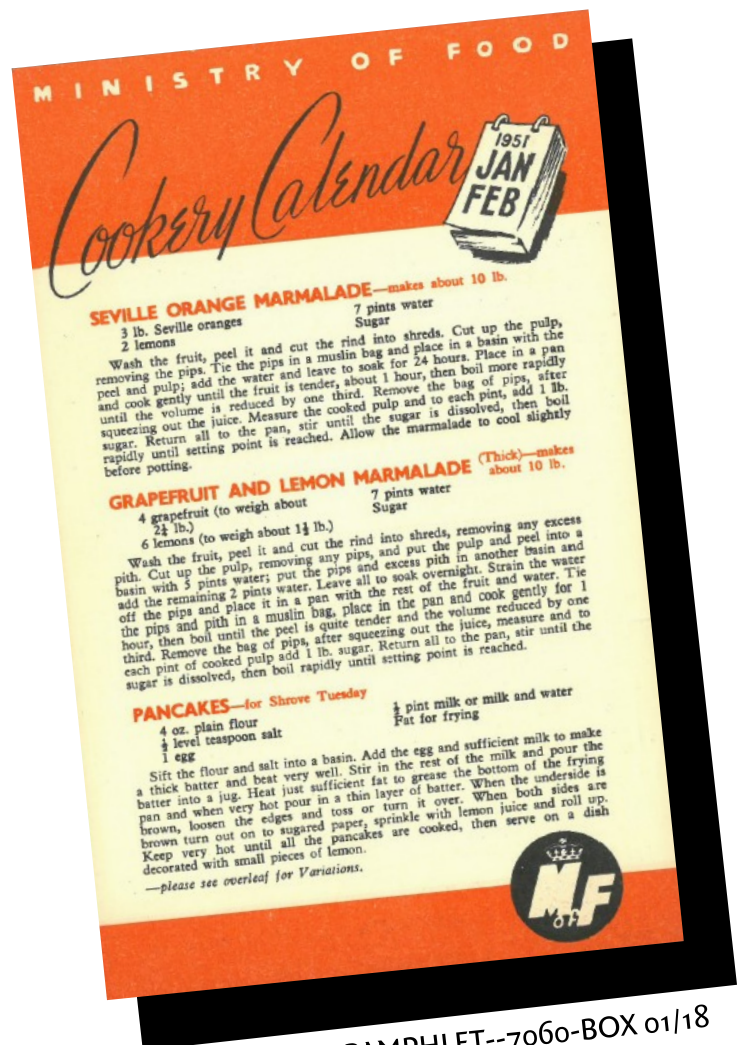 MINISTRY OF FOOD
Cookery Calendar
1951
JAN
FEB
SEVILLE ORANGE MARMALADE—makes about 10 lb.
3 lb. Seville oranges 7 pints water
2 lemons Sugar
Wash the fruit, peel it and cut the rind into shreds. Cut up the pulp,
removing the pips. Tie the pips in a muslin bag and place in a basin with the
peel and pulp; add the water and leave to soak for 24 hours. Place in a pan
and cook gently until the fruit is tender, about 1 hour, then boil more rapidly
until the volume is reduced by one third. Remove the bag of pips, after
squeezing out the juice. Measure the cooked pulp and to each pint, add 1 lb.
sugar. Return all to the pan, stir until the sugar is dissolved, then boil
rapidly until setting point is reached. Allow the marmalade to cool slightly
before potting.
GRAPEFRUIT AND LEMON MARMALADE (Thick)—makes
about 10 lb.
4 grapefruit (to weigh about 7 pints water
2½ lb.) Sugar
6 lemons (to weigh about 1½ lb.)
Wash the fruit, peel it and cut the rind into shreds, removing any excess
pith. Cut up the pulp, removing any pips, and put the pulp and peel into a
basin with 5 pints water; put the pips and excess pith in another basin and
add the remaining 2 pints water. Leave all to soak overnight. Strain the water
off the pips and place it in a pan with the rest of the fruit and water. Tie
the pips and pith in a muslin bag, place in the pan and cook gently for 1
hour, then boil until the peel is quite tender and the volume reduced by one
third. Remove the bag of pips, after squeezing out the juice, measure and to
each pint of cooked pulp add 1 lb. sugar. Return all to the pan, stir until the
sugar is dissolved, then boil rapidly until setting point is reached.
PANCAKES—for Shrove Tuesday
4 oz. plain flour ½ pint milk or milk and water
½ level teaspoon salt Fat for frying
1 egg
Sift the flour and salt into a basin. Add the egg and sufficient milk to make
a thick batter and beat very well. Stir in the rest of the milk and pour the
batter into a jug. Heat just sufficient fat to grease the bottom of the frying
pan and when very hot pour in a thin layer of batter. When the underside is
brown, loosen the edges and toss or turn it over. When both sides are
brown turn out on to sugared paper, sprinkle with lemon juice and roll up.
Keep very hot until all the pancakes are cooked, then serve on a dish
decorated with small pieces of lemon.
—please see overleaf for Variations.
M OF F
PAMPHLET--7060-BOX 01/18